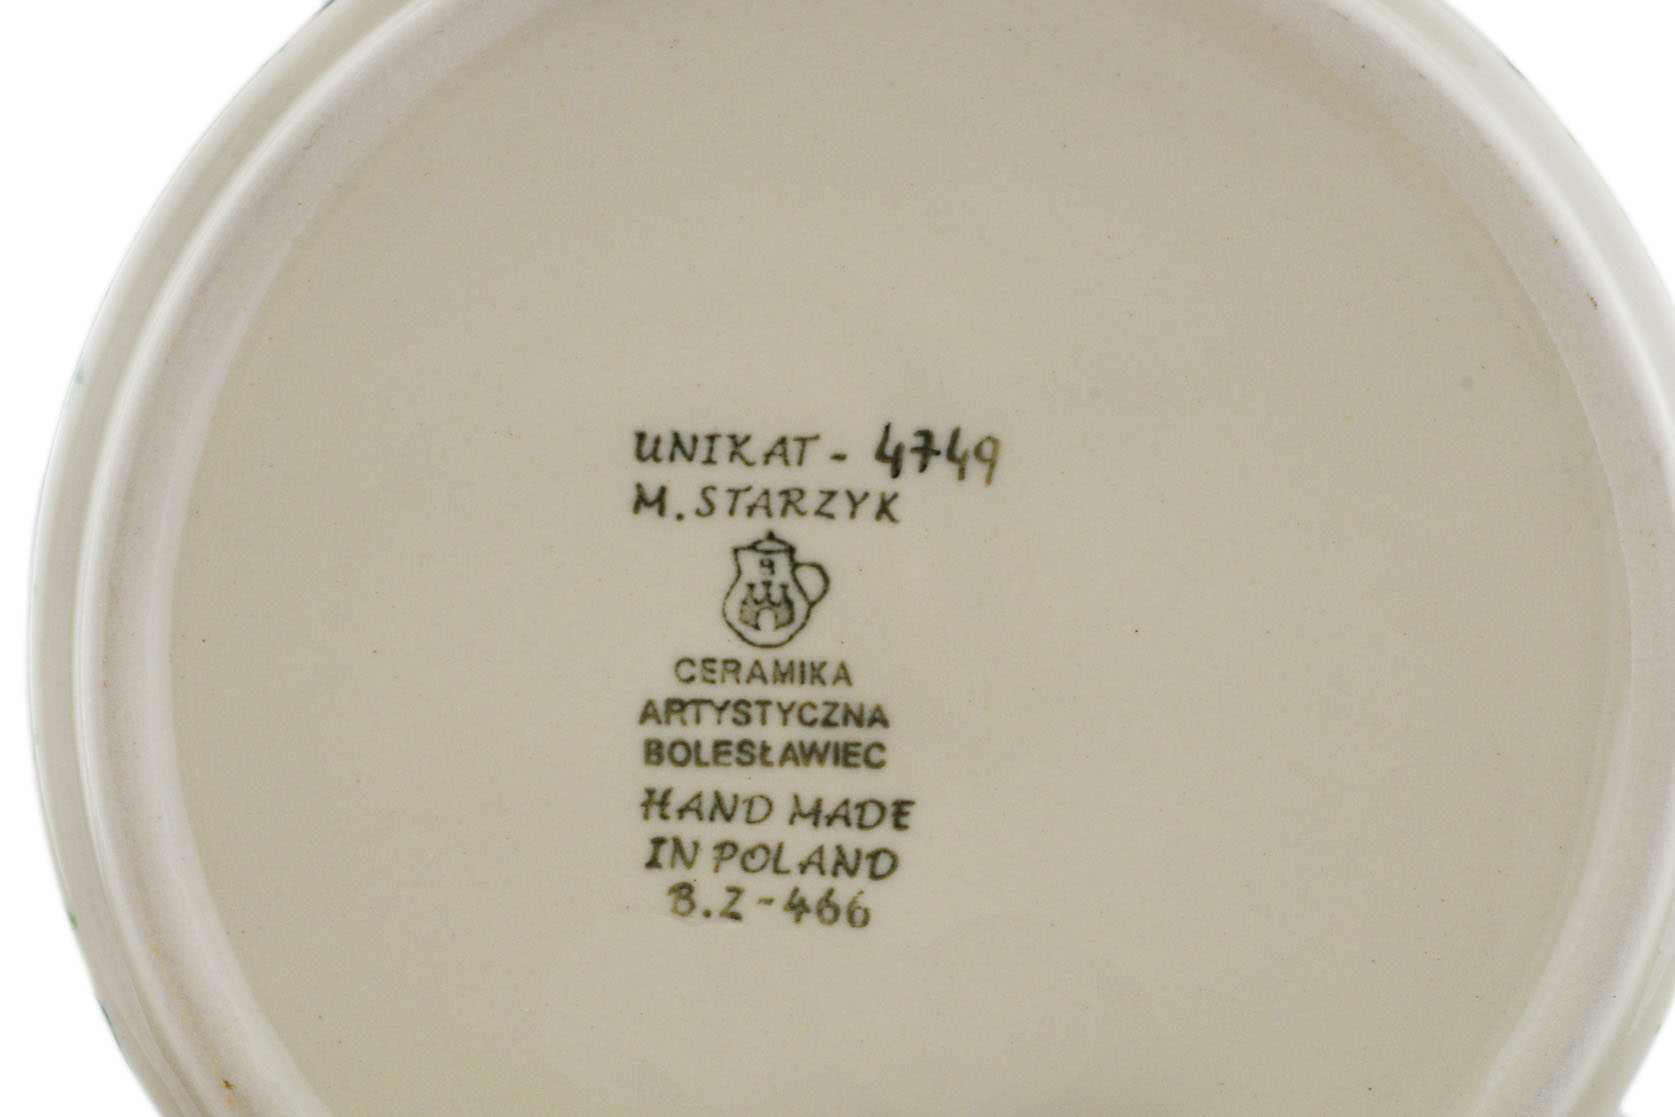 UNIKAT - 4749
M. STARZYK
CERAMIKA
ARTYSTYCZNA
BOLESŁAWIEC
HAND MADE
IN POLAND
B.Z - 466